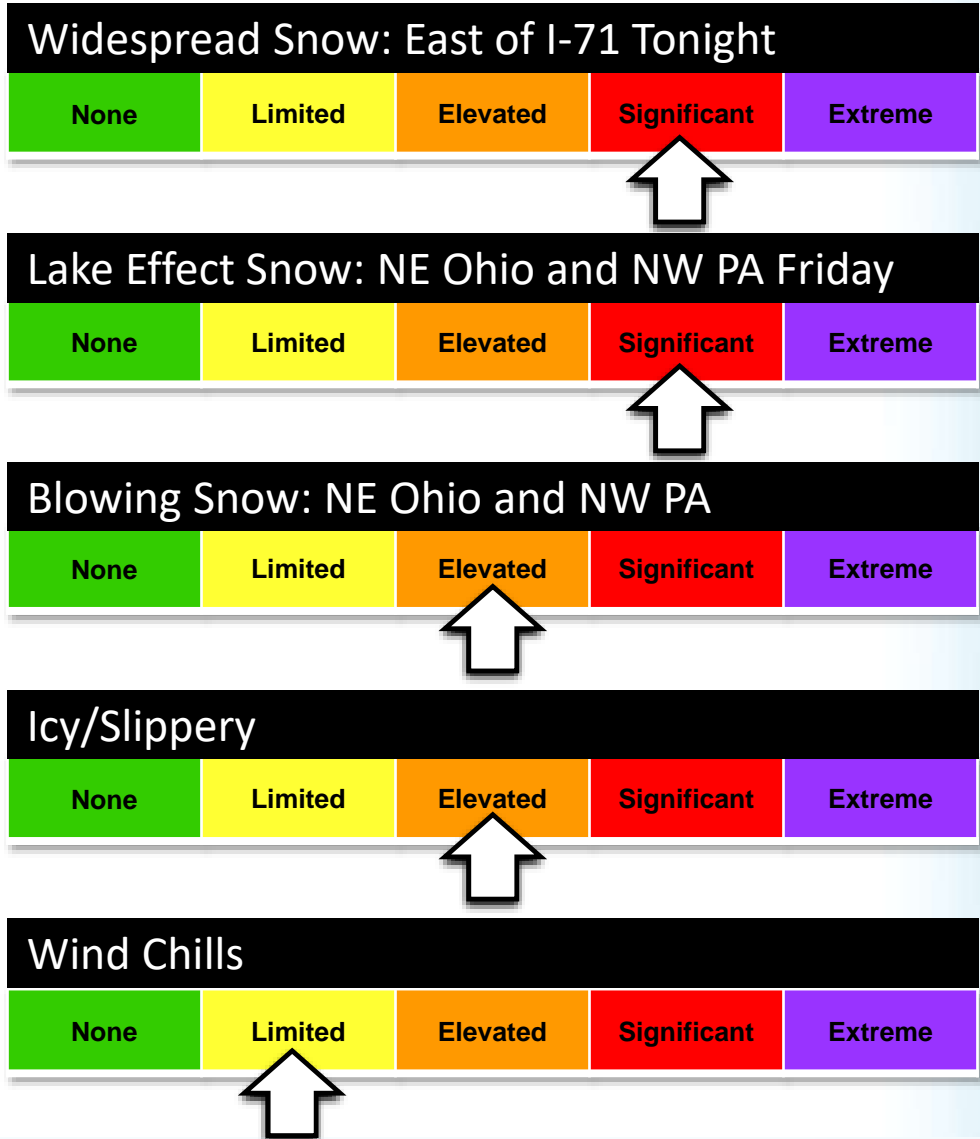 Widespread Snow: East of I-71 Tonight
None Limited Elevated Significant Extreme
Lake Effect Snow: NE Ohio and NW PA Friday
None Limited Elevated Significant Extreme
Blowing Snow: NE Ohio and NW PA
None Limited Elevated Significant Extreme
Icy/Slippery
None Limited Elevated Significant Extreme
Wind Chills
None Limited Elevated Significant Extreme